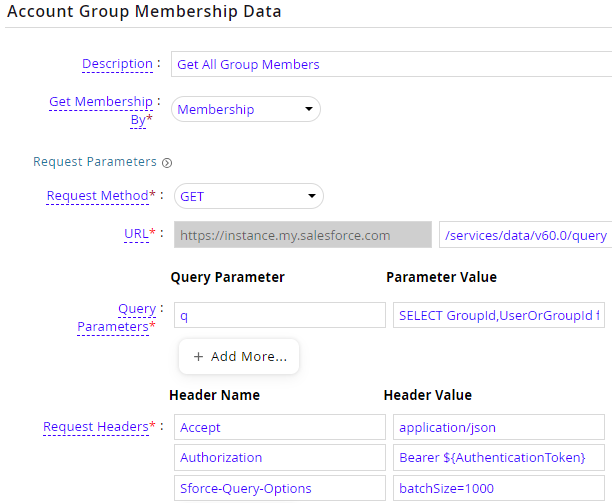 Account Group Membership Data
Description : Get All Group Members
Get Membership By* : Membership
Request Parameters
Request Method* : GET
URL* : https://instance.my.salesforce.com /services/data/v60.0/query
Query Parameter Parameter Value
Query Parameters* : q SELECT GroupId,UserOrGroupId
+ Add More...
Header Name Header Value
Request Headers* : Accept application/json
Authorization Bearer ${AuthenticationToken}
Sforce-Query-Options batchSize=1000